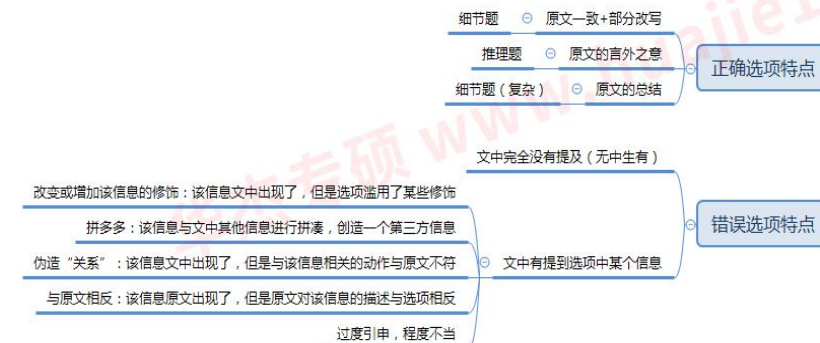 细节题 原文一致+部分改写
推理题 原文的言外之意
正确选项特点
细节题(复杂) 原文的总结
文中完全没有提及(无中生有)
改变或增加该信息的修饰:该信息文中出现了,但是选项滥用了某些修饰
拼多多:该信息与文中其他信息进行拼凑,创造一个第三方信息
错误选项特点
伪造“关系”:该信息文中出现了,但是与该信息相关的动作与原文不符
文中有提到选项中某个信息
与原文相反:该信息原文出现了,但是原文对该信息的描述与选项相反
过度引申,程度不当
华杰专硕 www.huajie1